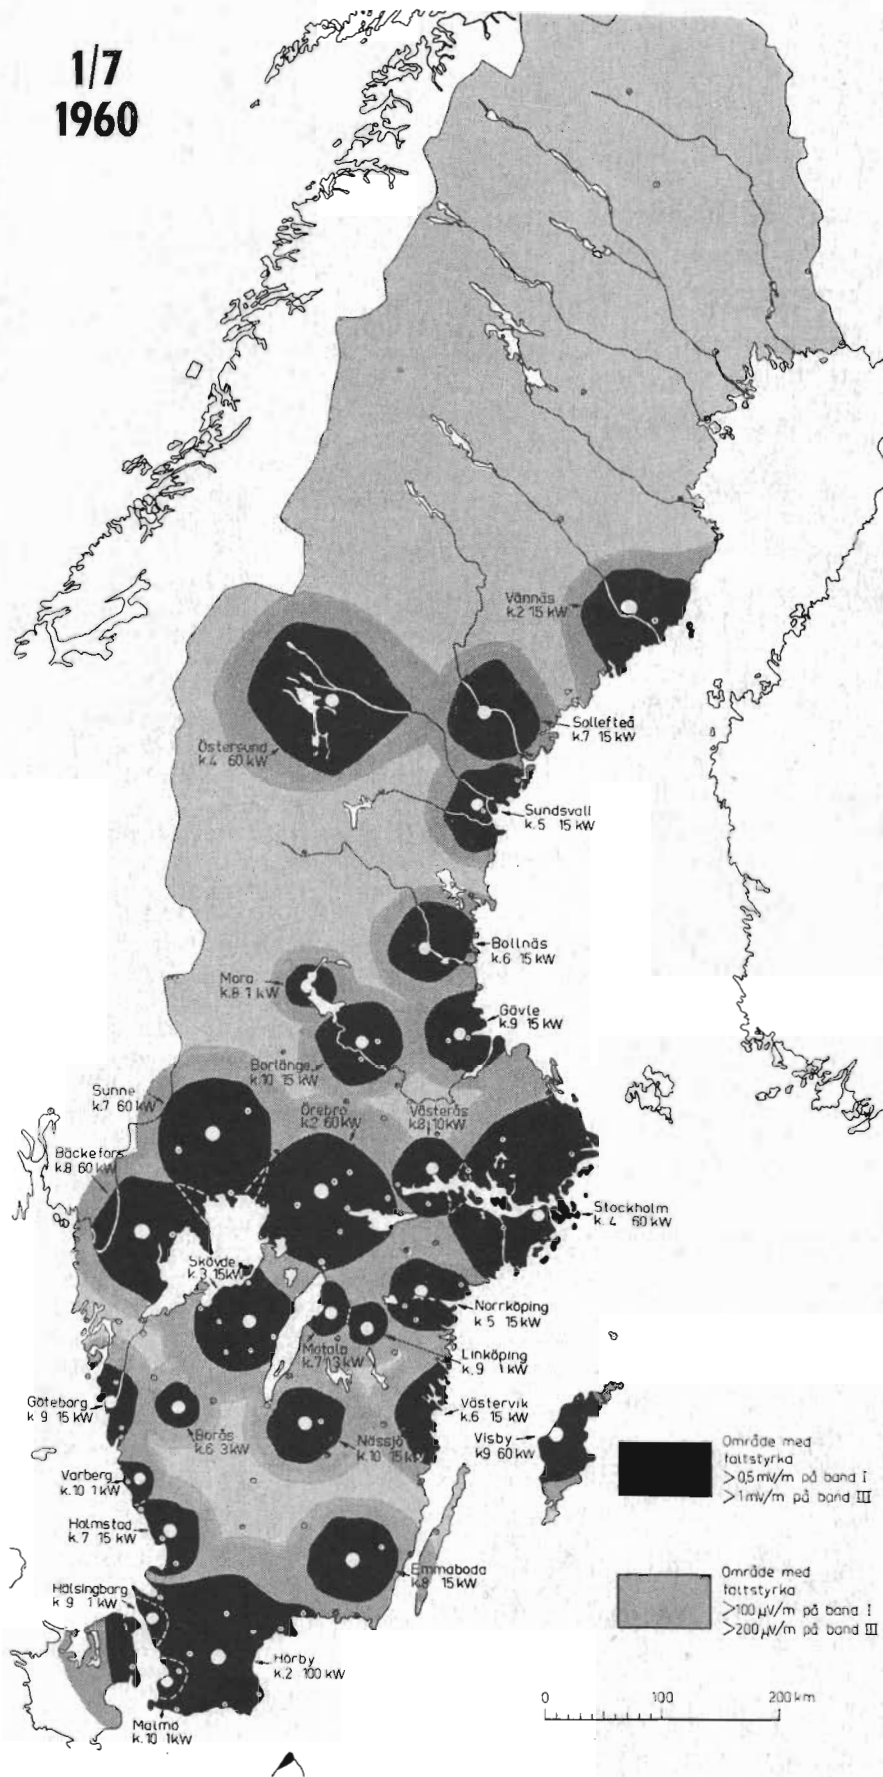 1/7
1960
Vännäs
k.2 15 kW
Sollefteå
k.7 15 kW
Östersund
k.4 60 kW
Sundsvall
k.5 15 kW
Bollnäs
k.6 15 kW
Mora
k.8 1 kW
Gävle
k.9 15 kW
Borlänge
k.10 15 kW
Sunne
k.7 60 kW
Örebro
k.2 60 kW
Västerås
k.8 10 kW
Bäckefors
k.8 60 kW
Stockholm
k.4 60 kW
Skövde
k.3 15 kW
Norrköping
k 5 15 kW
Motala
k.7 13 kW
Linköping
k.9 1 kW
Göteborg
k 9 15 kW
Borås
k.6 3 kW
Nässjö
k.10 15 kW
Västervik
k.6 15 kW
Visby
k9 60 kW
Varberg
k.10 1 kW
Halmstad
k.7 15 kW
Emmaboda
k.8 15 kW
Hälsingborg
k 9 1 kW
Hörby
k.2 100 kW
Malmö
k.10 1kW
Område med
fältstyrka
>0,5 mV/m på band I
>1 mV/m på band III
Område med
fältstyrka
>100 µV/m på band I
>200 µV/m på band III
0 100 200 km